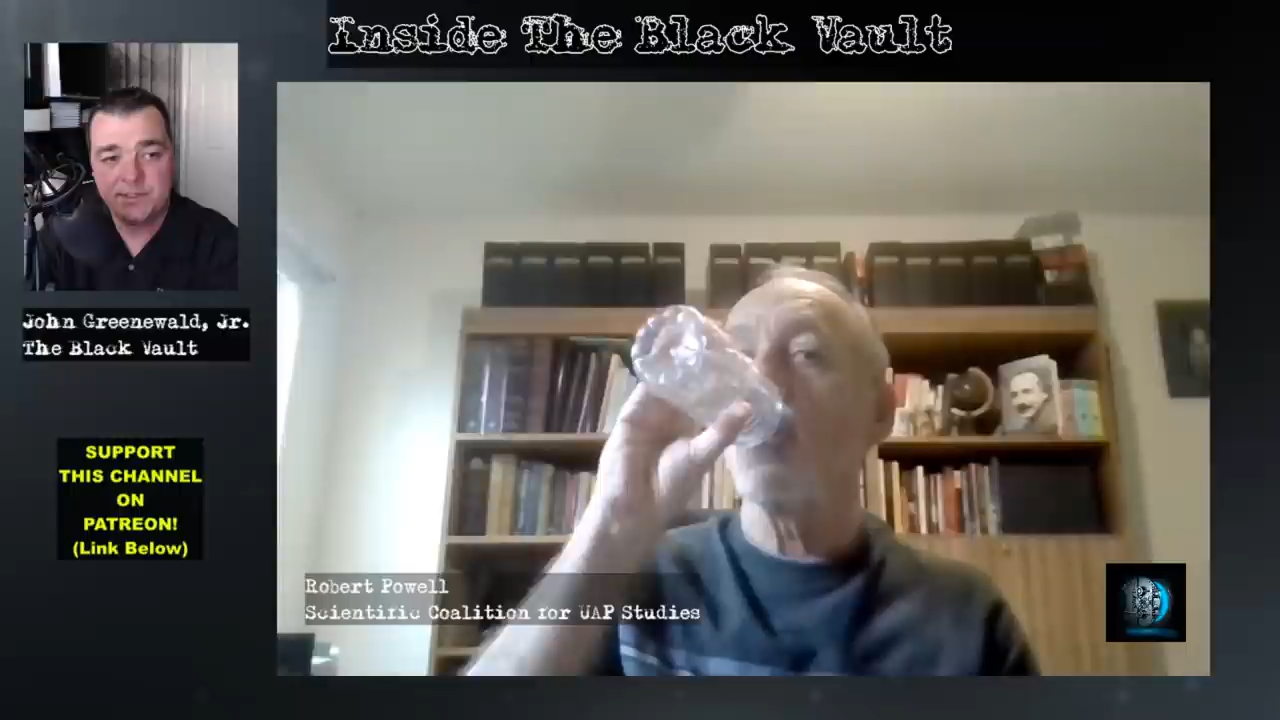 Inside The Black Vault
John Greenewald, Jr.
The Black Vault
SUPPORT
THIS CHANNEL
ON
PATREON!
(Link Below)
Robert Powell
Scientific Coalition for UAP Studies